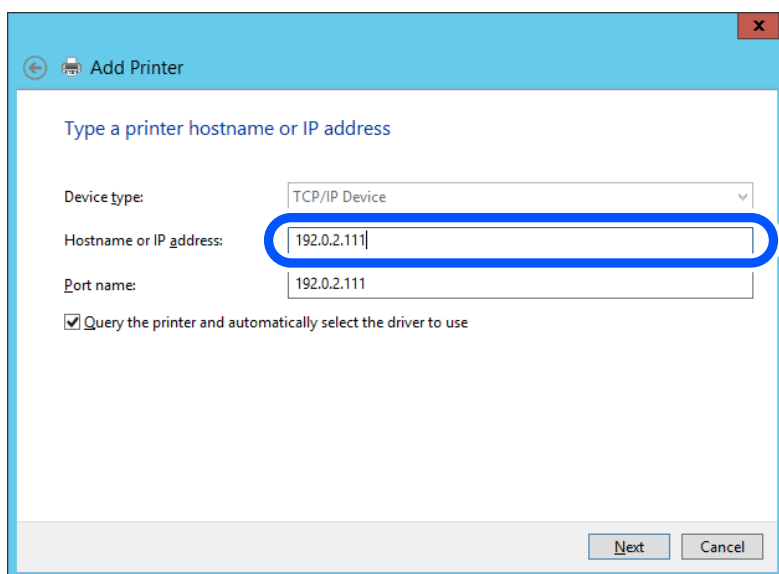 x
Add Printer
Type a printer hostname or IP address
Device type: TCP/IP Device
Hostname or IP address: 192.0.2.111
Port name: 192.0.2.111
Query the printer and automatically select the driver to use
Next Cancel